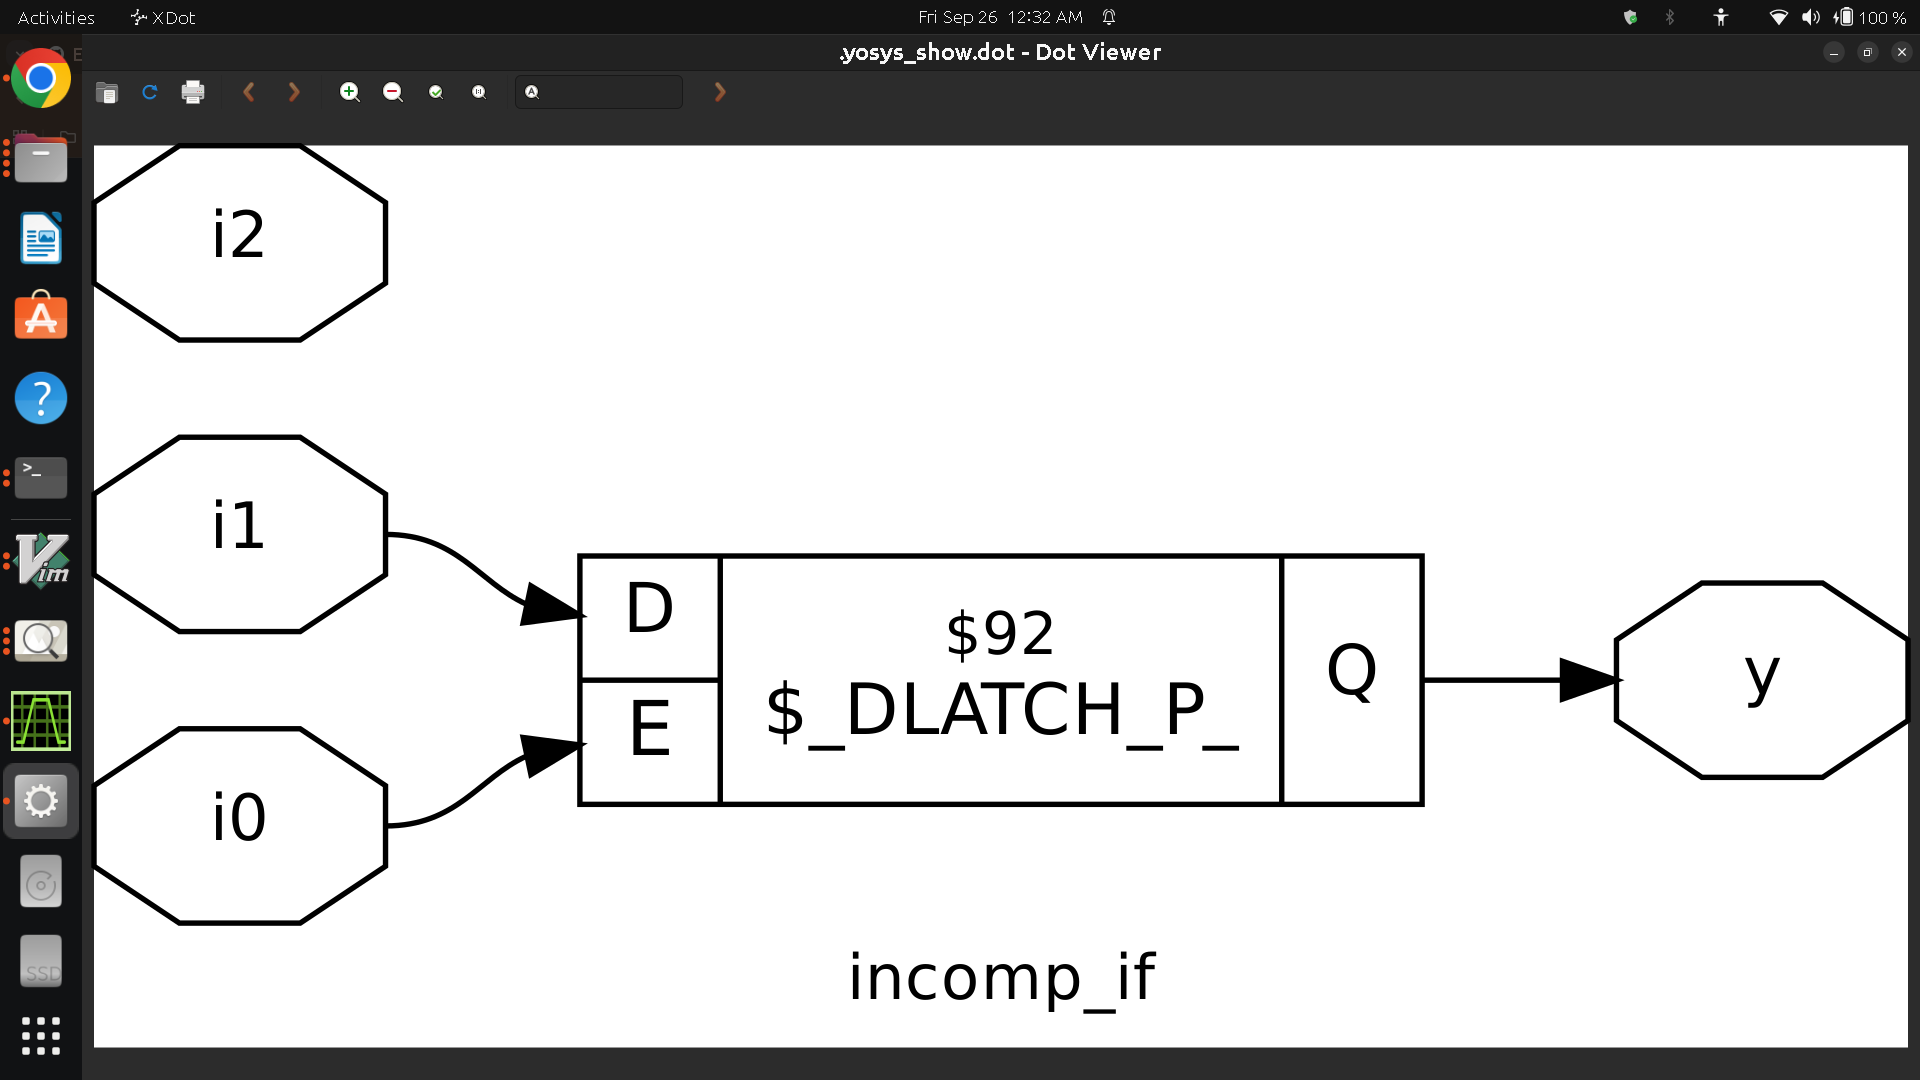 Activities
XDot
Fri Sep 26 12:32 AM
100 %
.yosys_show.dot - Dot Viewer
i2
i1
D
$92
$_DLATCH_P_
Q
y
E
i0
incomp_if
SSD